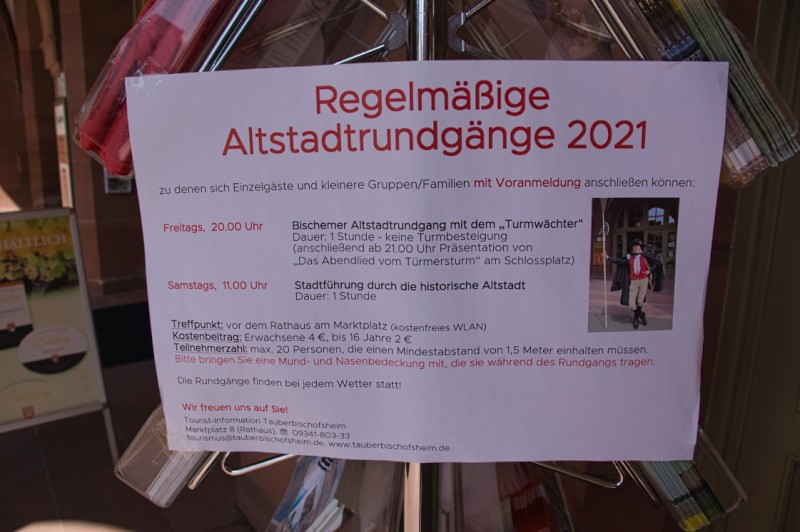 Regelmäßige
Altstadtrundgänge 2021
zu denen sich Einzelgäste und kleinere Gruppen/Familien mit Voranmeldung anschließen können:
Freitags, 20.00 Uhr Bischemer Altstadtrundgang mit dem „Turmwächter“
Dauer: 1 Stunde - keine Turmbesteigung
(anschließend ab 21.00 Uhr Präsentation von
„Das Abendlied vom Türmersturm“ am Schlossplatz)
Samstags, 11.00 Uhr Stadtführung durch die historische Altstadt
Dauer: 1 Stunde
Treffpunkt: vor dem Rathaus am Marktplatz (kostenfreies WLAN)
Kostenbeitrag: Erwachsene 4 €, bis 16 Jahre 2 €
Teilnehmerzahl: max. 20 Personen, die einen Mindestabstand von 1,5 Meter einhalten müssen.
Bitte bringen Sie eine Mund- und Nasenbedeckung mit, die sie während des Rundgangs tragen.
Die Rundgänge finden bei jedem Wetter statt!
Wir freuen uns auf Sie!
Tourist-Information Tauberbischofsheim
Marktplatz 8 (Rathaus), ☎ 09341-803-33
tourismus@tauberbischofsheim.de, www.tauberbischofsheim.de